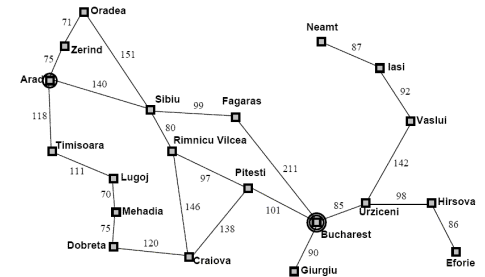 Oradea
71
Neamt
Zerind
87
75
151
Iasi
Arad
140
92
Sibiu
99
Fagaras
118
80
Vaslui
Rimnicu Vilcea
Timisoara
142
111
211
Lugoj
97
Pitesti
70
98
Hirsova
146
101
85
Mehadia
Urziceni
75
138
86
Bucharest
Dobreta
120
90
Craiova
Eforie
Giurgiu